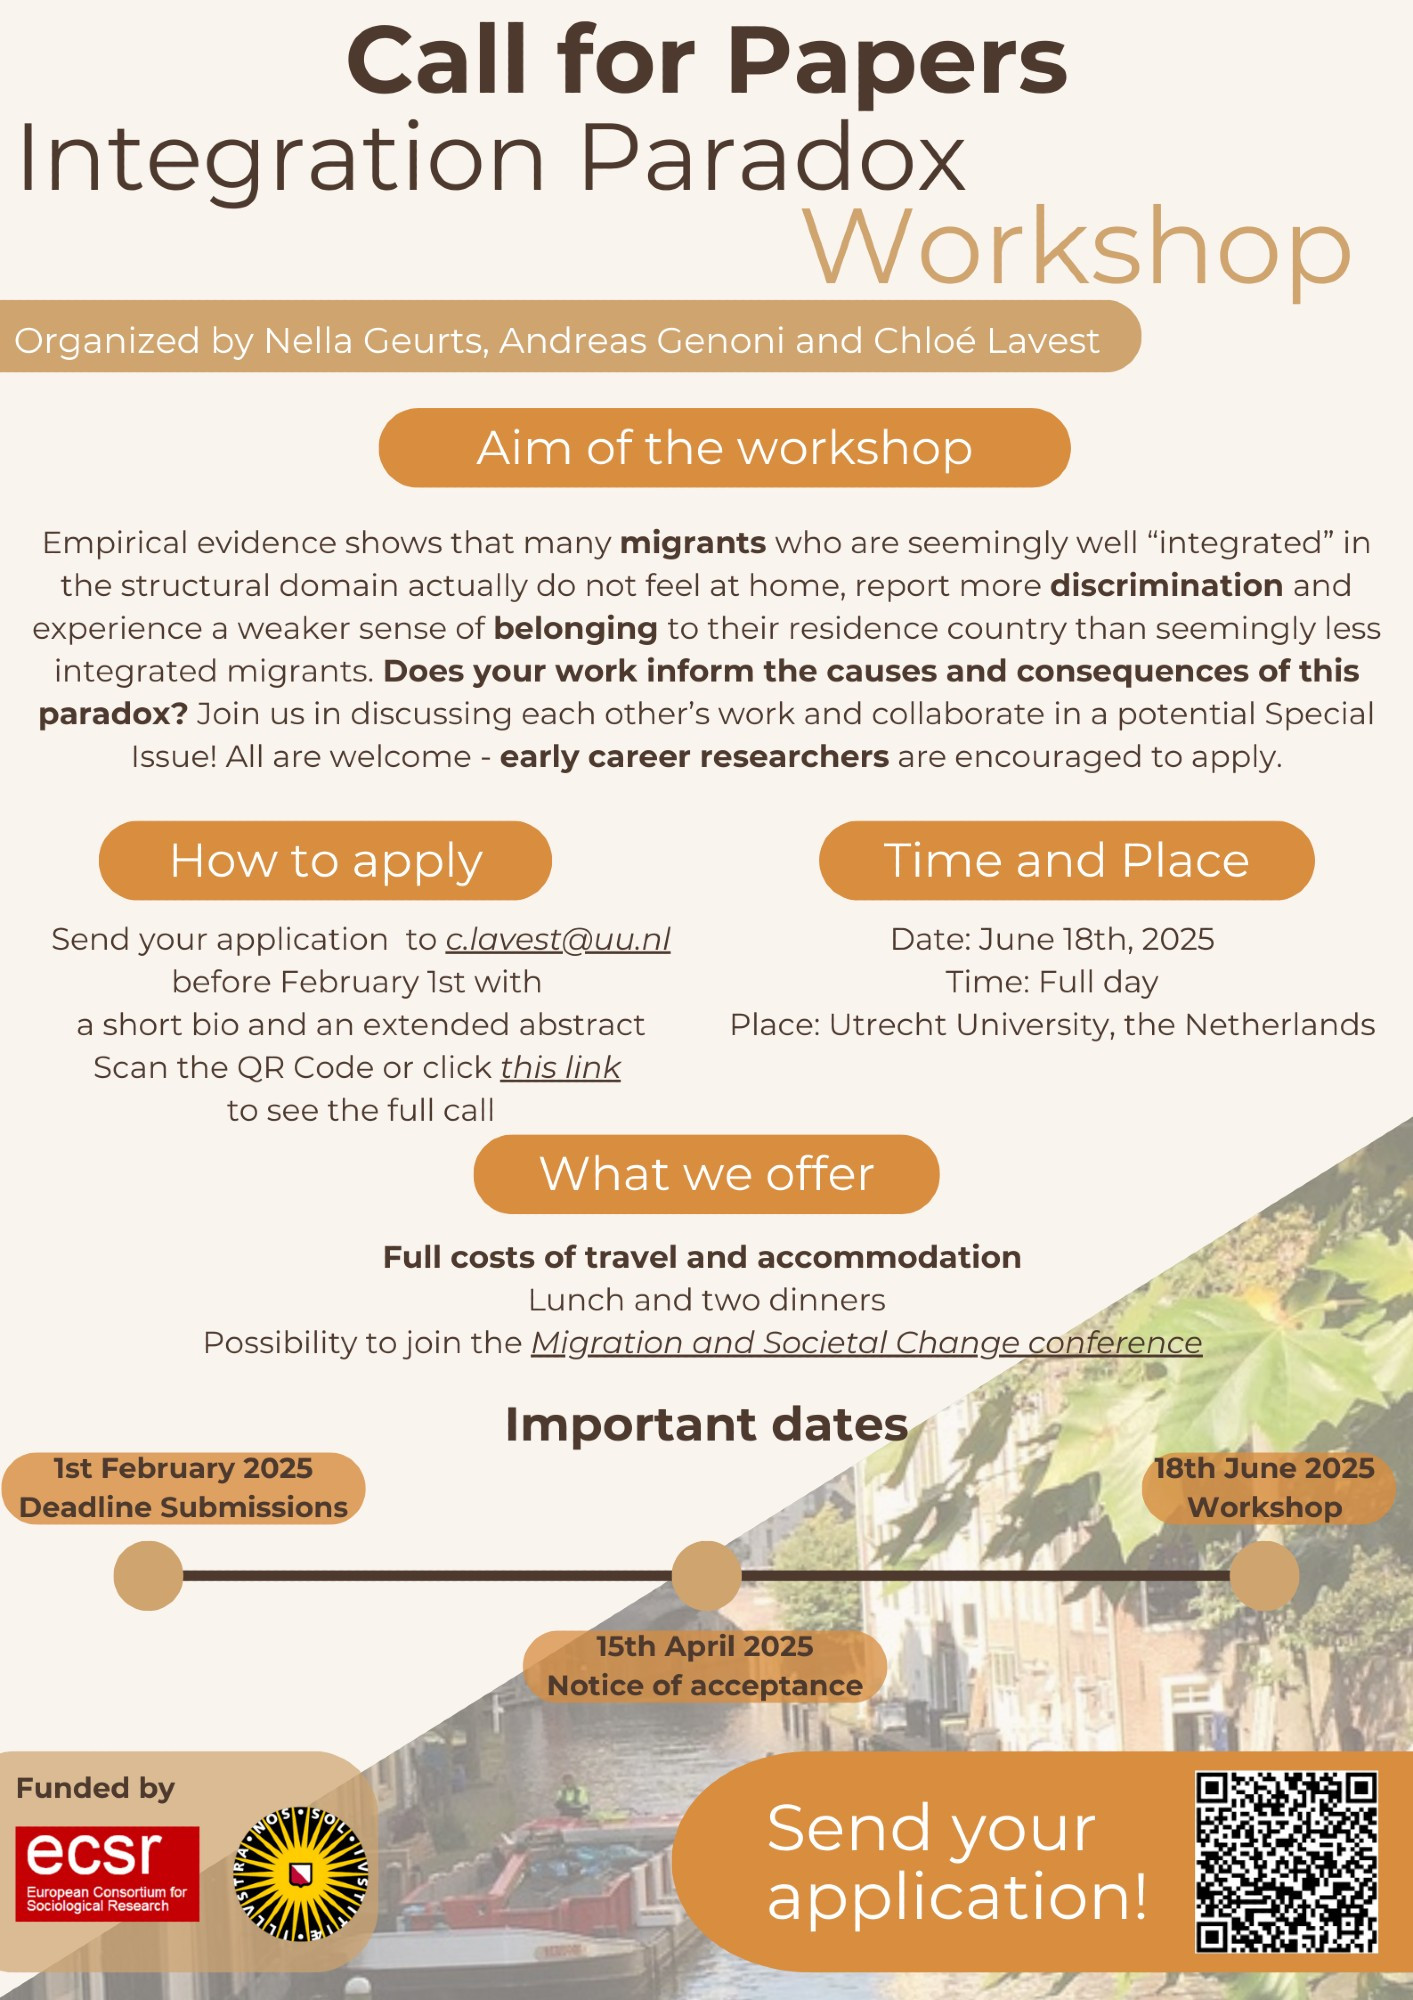 Call for Papers
Integration Paradox
Workshop
Organized by Nella Geurts, Andreas Genoni and Chloé Lavest
Aim of the workshop
Empirical evidence shows that many migrants who are seemingly well “integrated” in
the structural domain actually do not feel at home, report more discrimination and
experience a weaker sense of belonging to their residence country than seemingly less
integrated migrants. Does your work inform the causes and consequences of this
paradox? Join us in discussing each other’s work and collaborate in a potential Special
Issue! All are welcome - early career researchers are encouraged to apply.
How to apply
Send your application  to c.lavest@uu.nl
before February 1st with
a short bio and an extended abstract
Scan the QR Code or click this link
to see the full call
Time and Place
Date: June 18th, 2025
Time: Full day
Place: Utrecht University, the Netherlands
What we offer
Full costs of travel and accommodation
Lunch and two dinners
Possibility to join the Migration and Societal Change conference
Important dates
1st February 2025
Deadline Submissions
18th June 2025
Workshop
15th April 2025
Notice of acceptance
Funded by
ecsr
European Consortium for
Sociological Research
SOL·IVSTITIÆ·ILLVSTRA·NOS·
Send your
application!